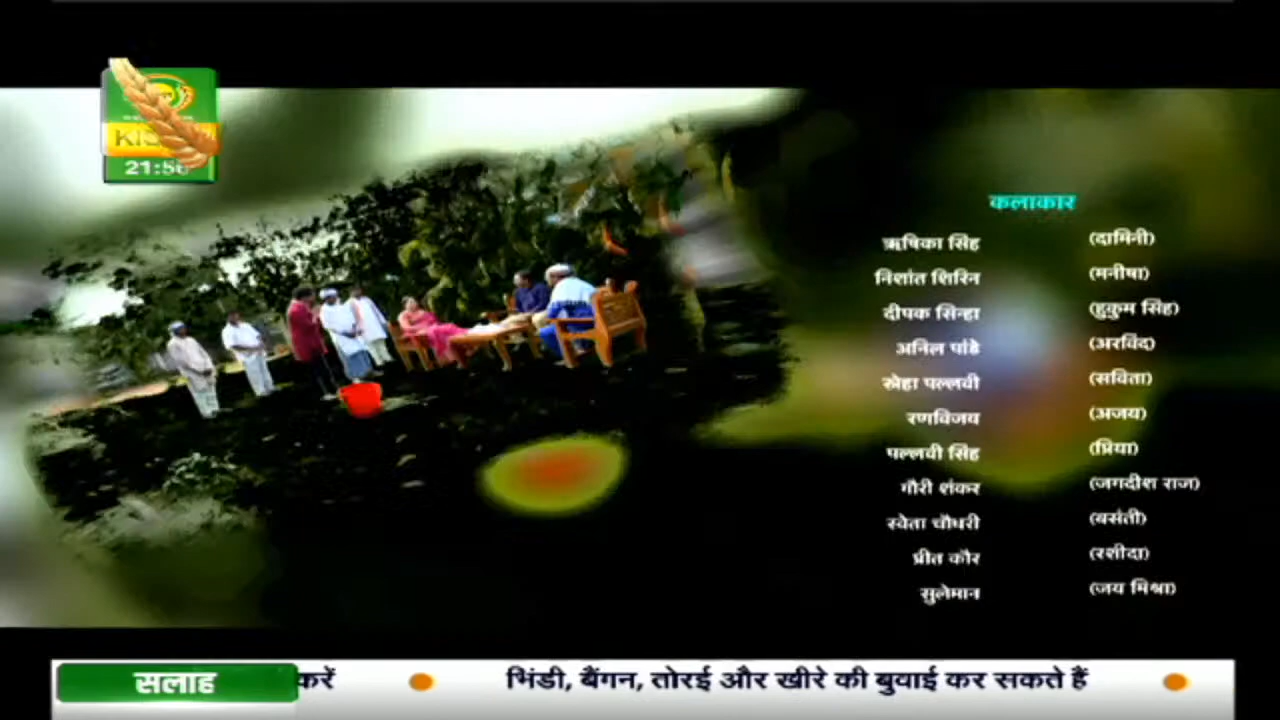 21:56
कलाकार
ऋषिका सिंह (दामिनी)
निशांत शिरिन (मनीषा)
दीपक सिन्हा (हुकुम सिंह)
अनिल पांडे (अरविंद)
स्नेहा पल्लवी (सविता)
रणविजय (अजय)
पल्लवी सिंह (प्रिया)
गौरी शंकर (जगदीश राज)
स्वेता चौधरी (बसंती)
प्रीत कौर (रशीदा)
सुलेमान (जय मिश्रा)
सलाह करें भिंडी, बैंगन, तोरई और खीरे की बुवाई कर सकते हैं